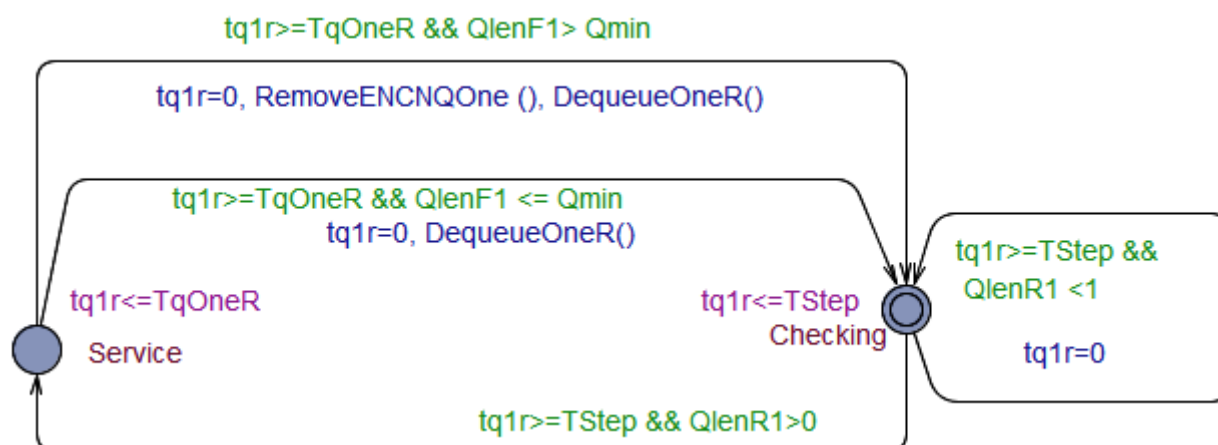 tq1r>=TqOneR && QlenF1> Qmin
tq1r=0, RemoveENCNQOne (), DequeueOneR()
tq1r>=TqOneR && QlenF1 <= Qmin
tq1r=0, DequeueOneR()
tq1r<=TqOneR
Service
tq1r<=TStep
Checking
tq1r>=TStep &&
QlenR1 <1
tq1r=0
tq1r>=TStep && QlenR1>0